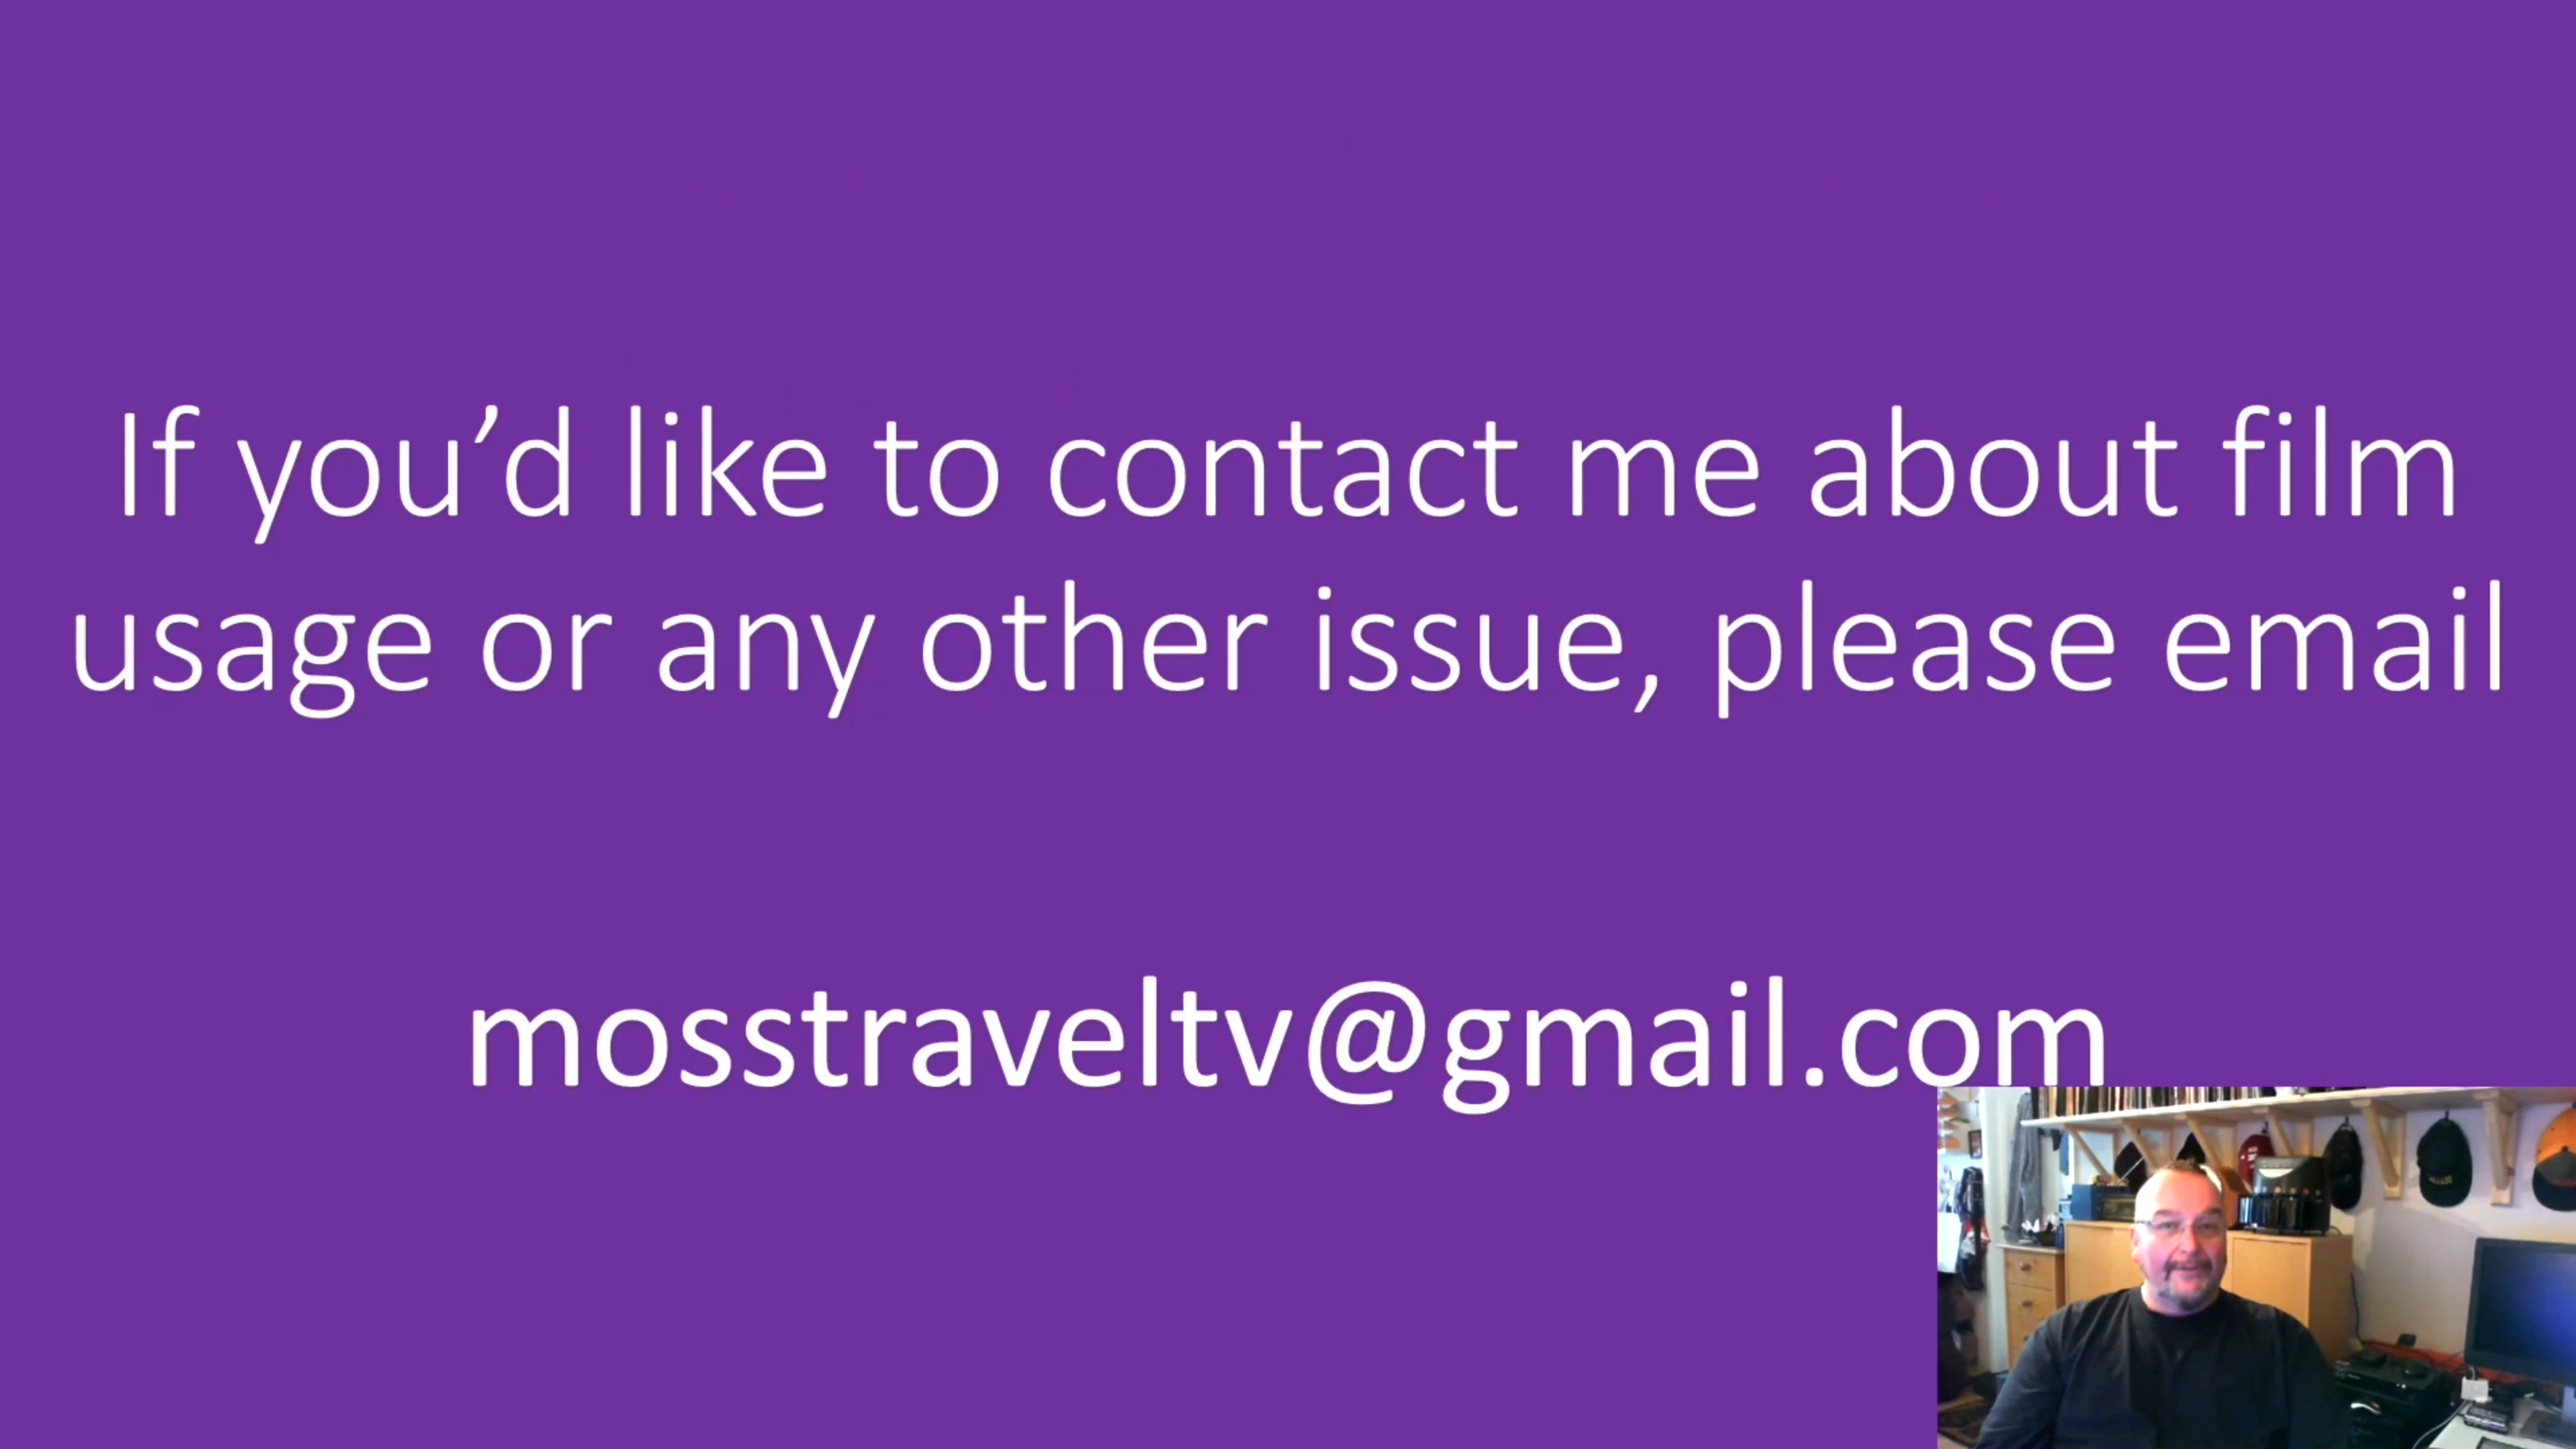 If you’d like to contact me about film
usage or any other issue, please email
mosstraveltv@gmail.com